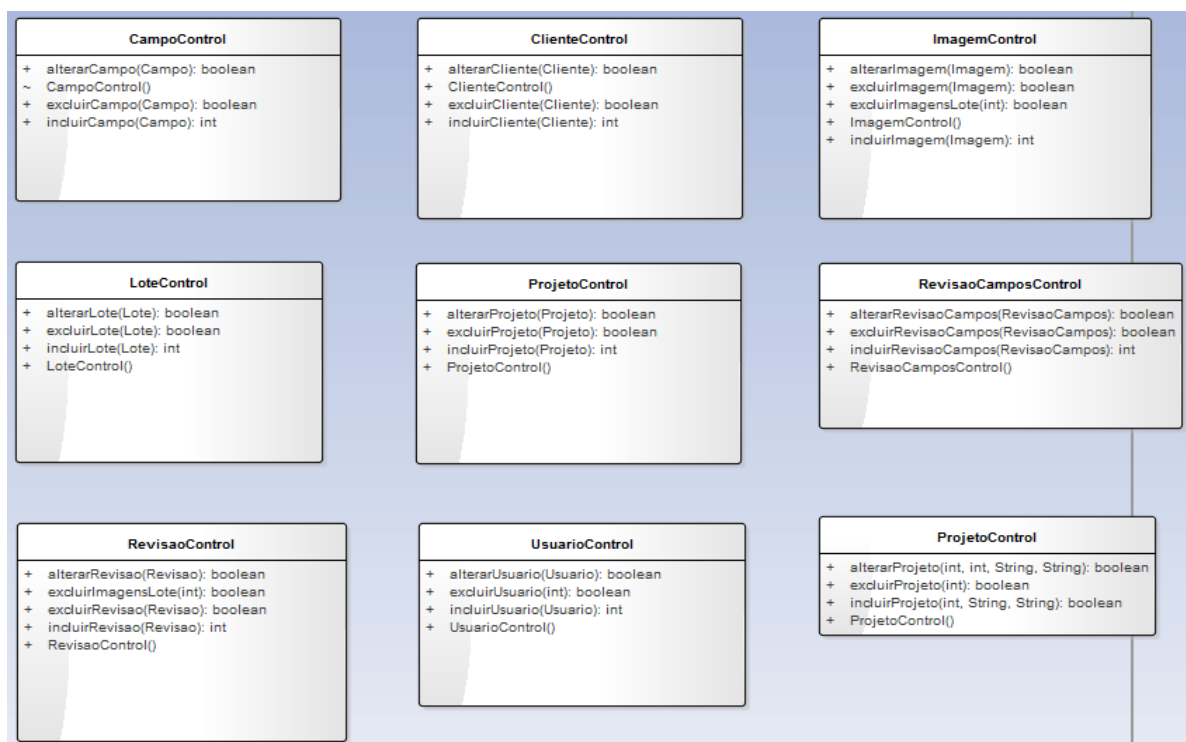 CampoControl
+ alterarCampo(Campo): boolean
~ CampoControl()
+ excluirCampo(Campo): boolean
+ incluirCampo(Campo): int
ClienteControl
+ alterarCliente(Cliente): boolean
+ ClienteControl()
+ excluirCliente(Cliente): boolean
+ incluirCliente(Cliente): int
ImagemControl
+ alterarImagem(Imagem): boolean
+ excluirImagem(Imagem): boolean
+ excluirImagensLote(int): boolean
+ ImagemControl()
+ incluirImagem(Imagem): int
LoteControl
+ alterarLote(Lote): boolean
+ excluirLote(Lote): boolean
+ incluirLote(Lote): int
+ LoteControl()
ProjetoControl
+ alterarProjeto(Projeto): boolean
+ excluirProjeto(Projeto): boolean
+ incluirProjeto(Projeto): int
+ ProjetoControl()
RevisaoCamposControl
+ alterarRevisaoCampos(RevisaoCampos): boolean
+ excluirRevisaoCampos(RevisaoCampos): boolean
+ incluirRevisaoCampos(RevisaoCampos): int
+ RevisaoCamposControl()
RevisaoControl
+ alterarRevisao(Revisao): boolean
+ excluirImagensLote(int): boolean
+ excluirRevisao(Revisao): boolean
+ incluirRevisao(Revisao): int
+ RevisaoControl()
UsuarioControl
+ alterarUsuario(Usuario): boolean
+ excluirUsuario(int): boolean
+ incluirUsuario(Usuario): int
+ UsuarioControl()
ProjetoControl
+ alterarProjeto(int, int, String, String): boolean
+ excluirProjeto(int): boolean
+ incluirProjeto(int, String, String): boolean
+ ProjetoControl()